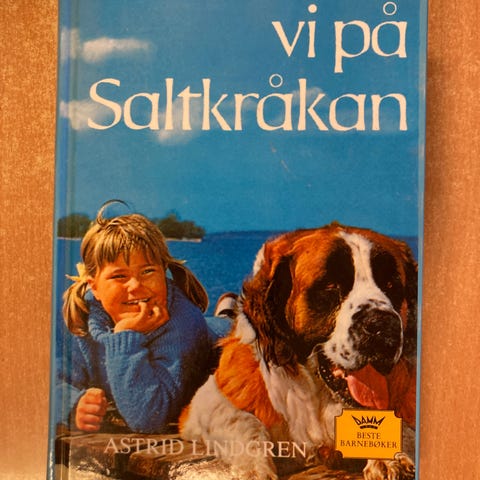 vi på
Saltkråkan
ASTRID LINDGREN
DAMM
BESTE
BARNEBØKER